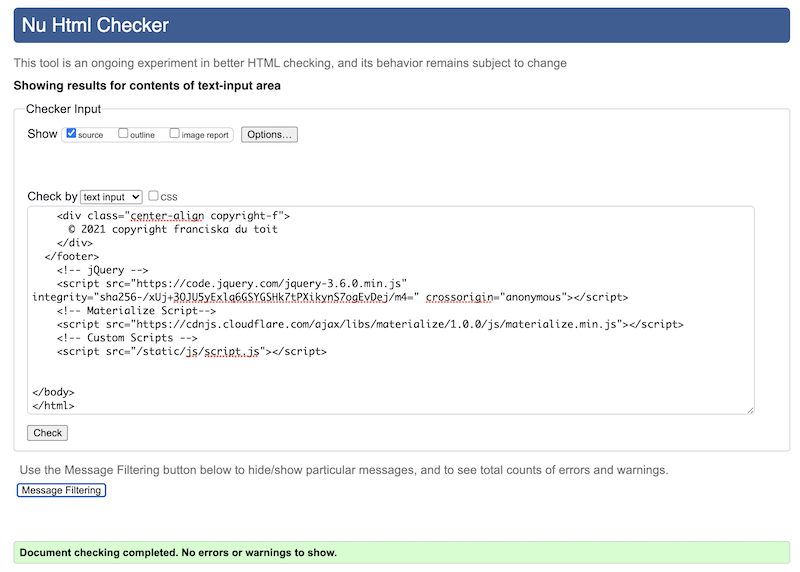 Nu Html Checker
This tool is an ongoing experiment in better HTML checking, and its behavior remains subject to change
Showing results for contents of text-input area
Checker Input
Show source outline image report Options...
Check by text input css
<div class="center-align copyright-f">
© 2021 copyright franciska du toit
</div>
</footer>
<!-- jQuery -->
<script src="https://code.jquery.com/jquery-3.6.0.min.js"
integrity="sha256-/xUj+3OJU5yExlq6GSYGSHk7tPXikynS7ogEvDej/m4=" crossorigin="anonymous"></script>
<!-- Materialize Script-->
<script src="https://cdnjs.cloudflare.com/ajax/libs/materialize/1.0.0/js/materialize.min.js"></script>
<!-- Custom Scripts -->
<script src="/static/js/script.js"></script>
</body>
</html>
Check
Use the Message Filtering button below to hide/show particular messages, and to see total counts of errors and warnings.
Message Filtering
Document checking completed. No errors or warnings to show.